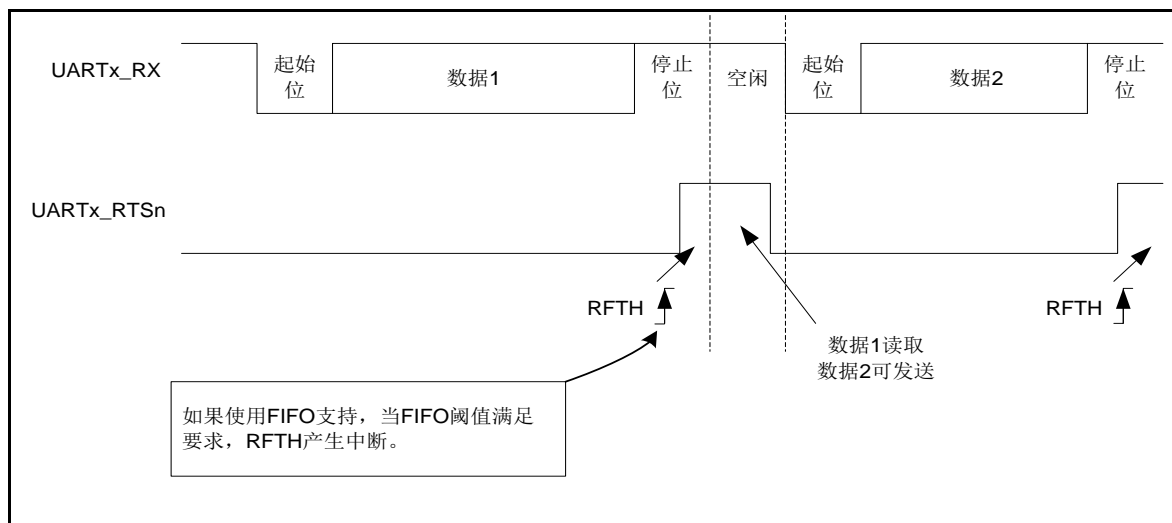 UARTx_RX
起始
位
数据1
停止
位
空闲
起始
位
数据2
停止
位
UARTx_RTSn
RFTH
RFTH
数据1读取
数据2可发送
如果使用FIFO支持，当FIFO阈值满足
要求，RFTH产生中断。